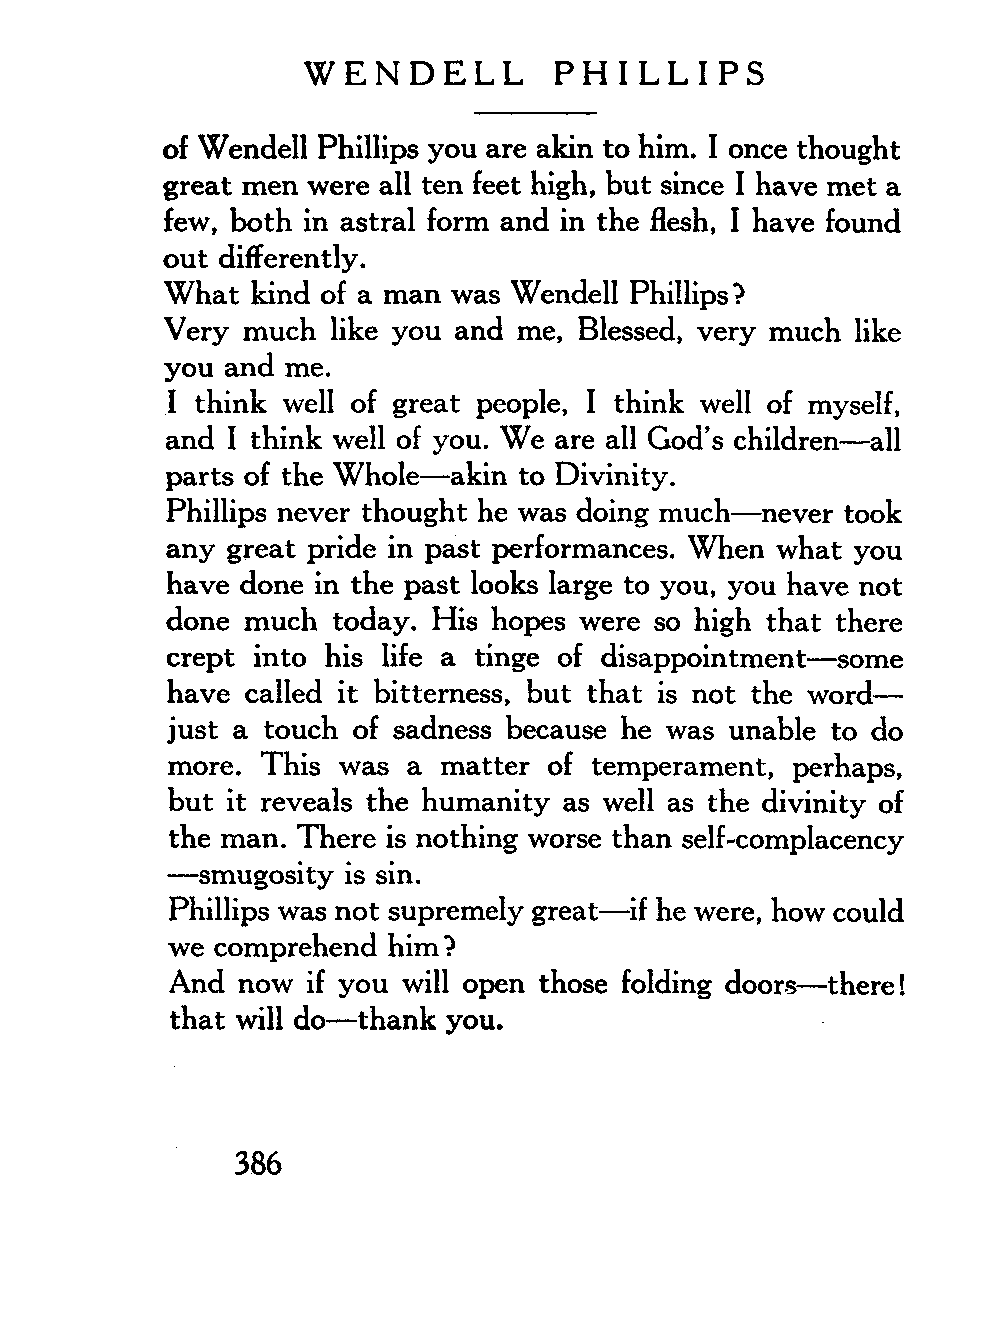 WENDELL PHILLIPS
of Wendell Phillips you are akin to him. I once thought
great men were all ten feet high, but since I have met a
few, both in astral form and in the flesh, I have found
out differently.
What kind of a man was Wendell Phillips?
Very much like you and me, Blessed, very much like
you and me.
I think well of great people, I think well of myself,
and I think well of you. We are all God's children—all
parts of the Whole—akin to Divinity.
Phillips never thought he was doing much—never took
any great pride in past performances. When what you
have done in the past looks large to you, you have not
done much today. His hopes were so high that there
crept into his life a tinge of disappointment—some
have called it bitterness, but that is not the word—
just a touch of sadness because he was unable to do
more. This was a matter of temperament, perhaps,
but it reveals the humanity as well as the divinity of
the man. There is nothing worse than self-complacency
—smugosity is sin.
Phillips was not supremely great—if he were, how could
we comprehend him?
And now if you will open those folding doors—there!
that will do—thank you.
386